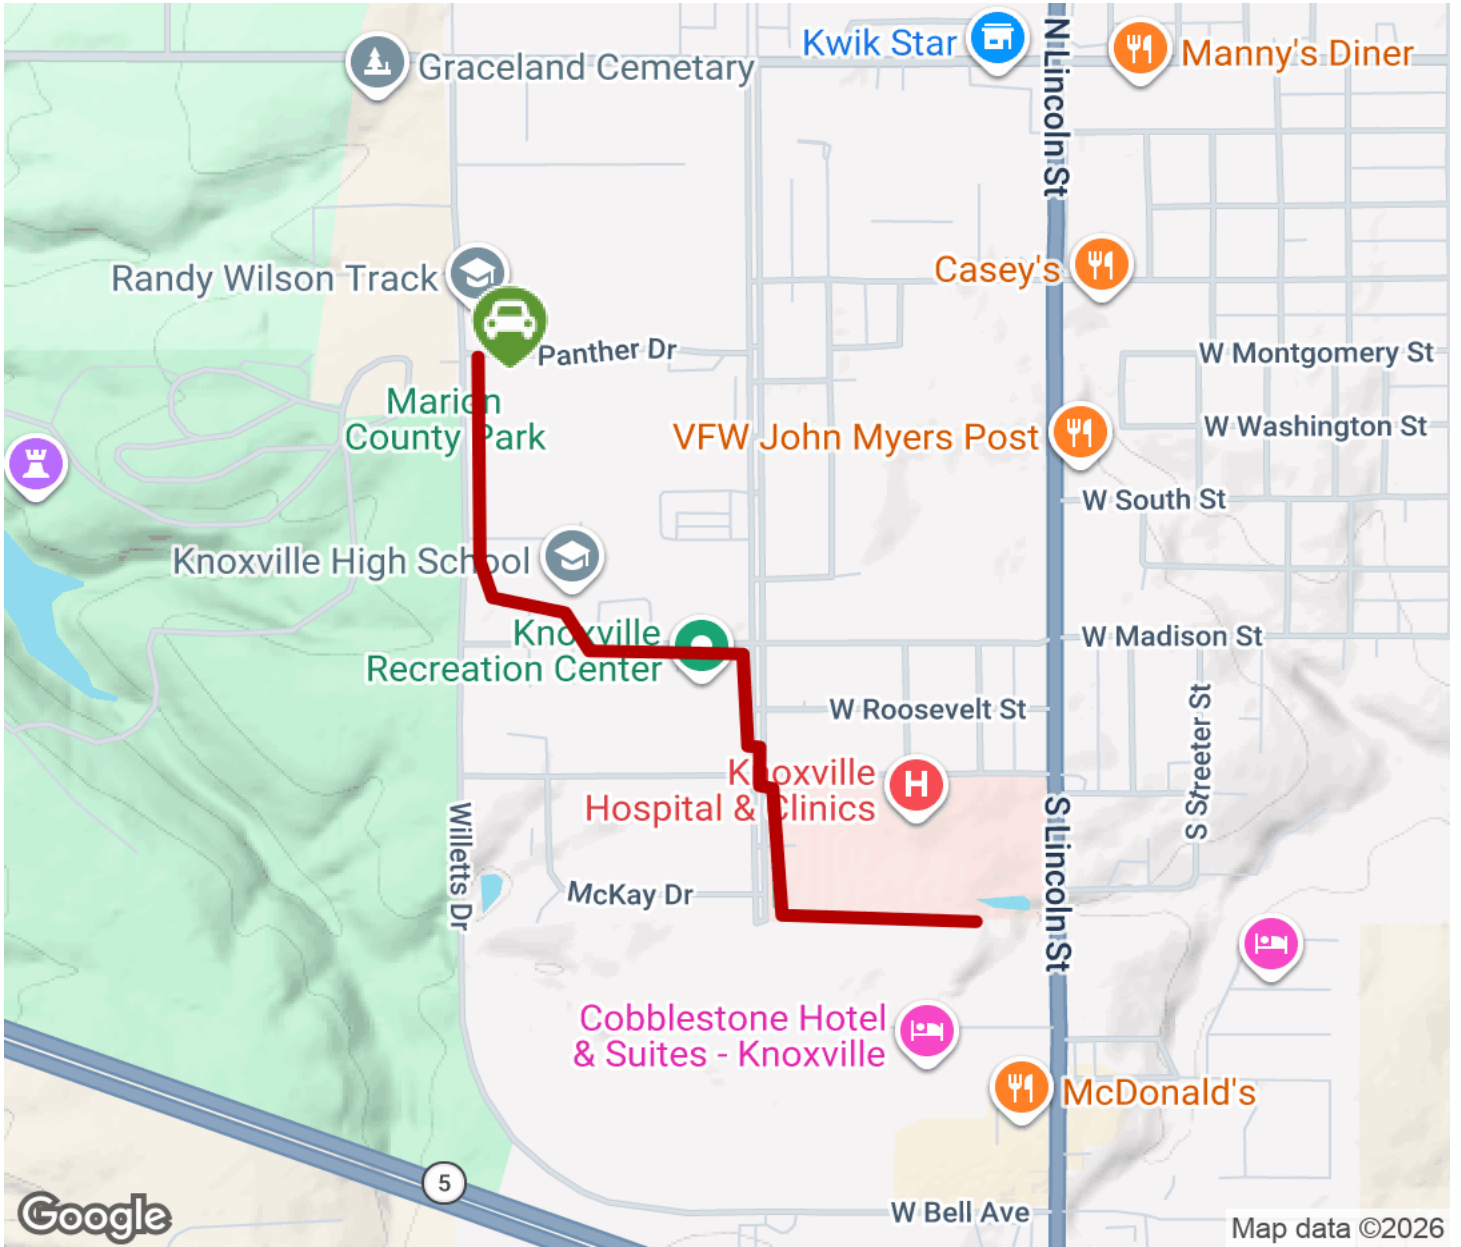 Kwik Star
Manny's Diner
Graceland Cemetary
N Lincoln St
Randy Wilson Track
Casey's
Panther Dr
W Montgomery St
Marion
County Park
VFW John Myers Post
W Washington St
W South St
Knoxville High School
Knoxville
Recreation Center
W Madison St
W Roosevelt St
S Streeter St
Knoxville
Hospital & Clinics
H
S Lincoln St
Willetts Dr
McKay Dr
Cobblestone Hotel
& Suites - Knoxville
McDonald's
5
W Bell Ave
Google
Map data ©2026